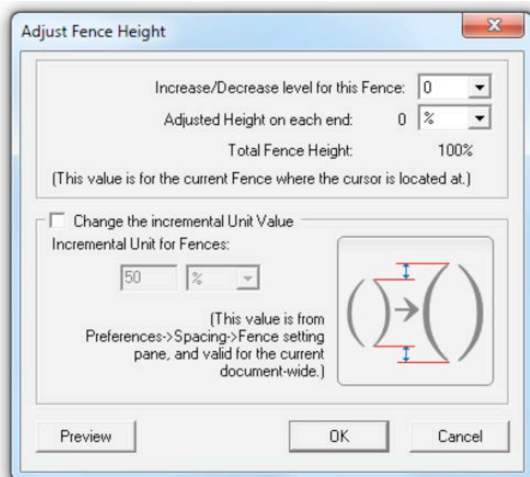 Adjust Fence Height
Increase/Decrease level for this Fence: 0
Adjusted Height on each end: 0 %
Total Fence Height: 100%
(This value is for the current Fence where the cursor is located at.)
Change the incremental Unit Value
Incremental Unit for Fences:
50 %
(This value is from
Preferences->Spacing->Fence setting
pane, and valid for the current
document-wide.)
Preview OK Cancel